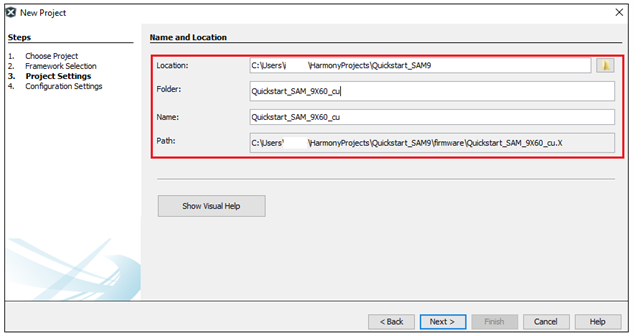 New Project
Steps
1. Choose Project
2. Framework Selection
3. Project Settings
4. Configuration Settings
Name and Location
Location: C:\Users\ \HarmonyProjects\Quickstart_SAM9
Folder: Quickstart_SAM_9X60_cu
Name: Quickstart_SAM_9X60_cu
Path: C:\Users\ \HarmonyProjects\Quickstart_SAM9\firmware\Quickstart_SAM_9X60_cu.X
Show Visual Help
< Back Next > Finish Cancel Help